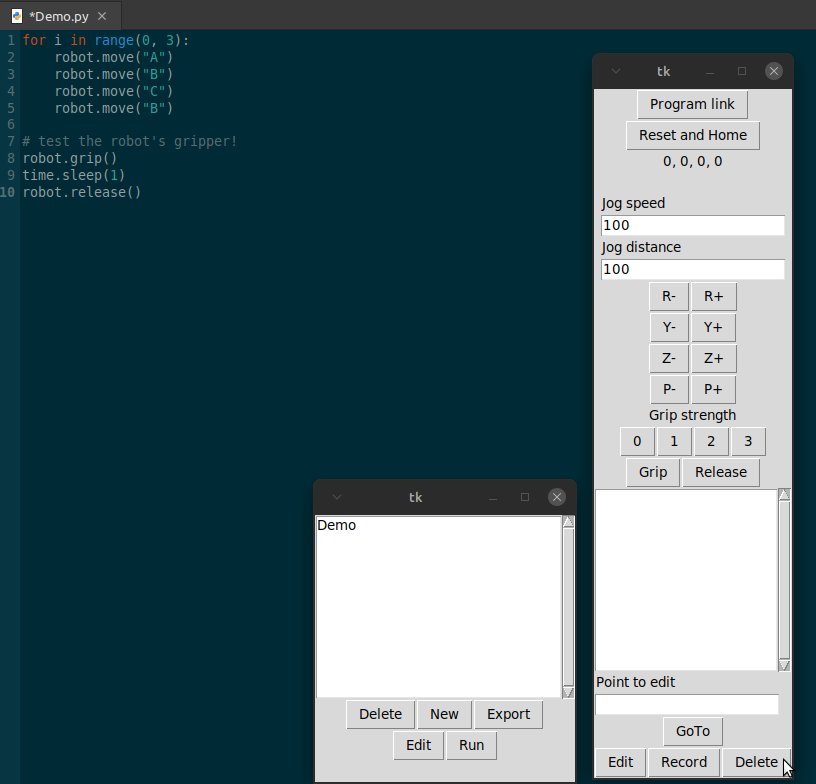 *Demo.py
1 for i in range(0, 3):
2     robot.move("A")
3     robot.move("B")
4     robot.move("C")
5     robot.move("B")
6
7 # test the robot's gripper!
8 robot.grip()
9 time.sleep(1)
10 robot.release()
tk
Demo
Delete New Export
Edit Run
tk
Program link
Reset and Home
0, 0, 0, 0
Jog speed
100
Jog distance
100
R- R+
Y- Y+
Z- Z+
P- P+
Grip strength
0 1 2 3
Grip Release
Point to edit
GoTo
Edit Record Delete